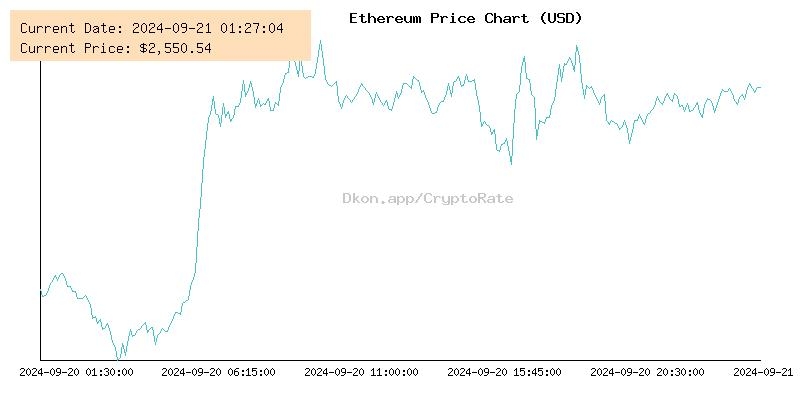 Ethereum Price Chart (USD)
Current Date: 2024-09-21 01:27:04
Current Price: $2,550.54
Dkon.app/CryptoRate
2024-09-20 01:30:00 2024-09-20 06:15:00 2024-09-20 11:00:00 2024-09-20 15:45:00 2024-09-20 20:30:00 2024-09-21